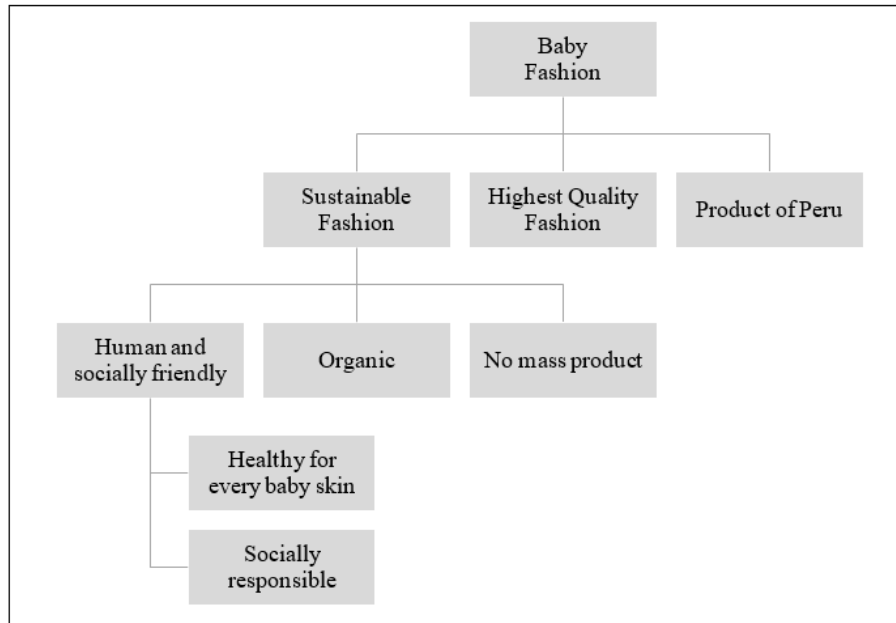 Baby
Fashion
Sustainable
Fashion
Highest Quality
Fashion
Product of Peru
Human and
socially friendly
Organic
No mass product
Healthy for
every baby skin
Socially
responsible